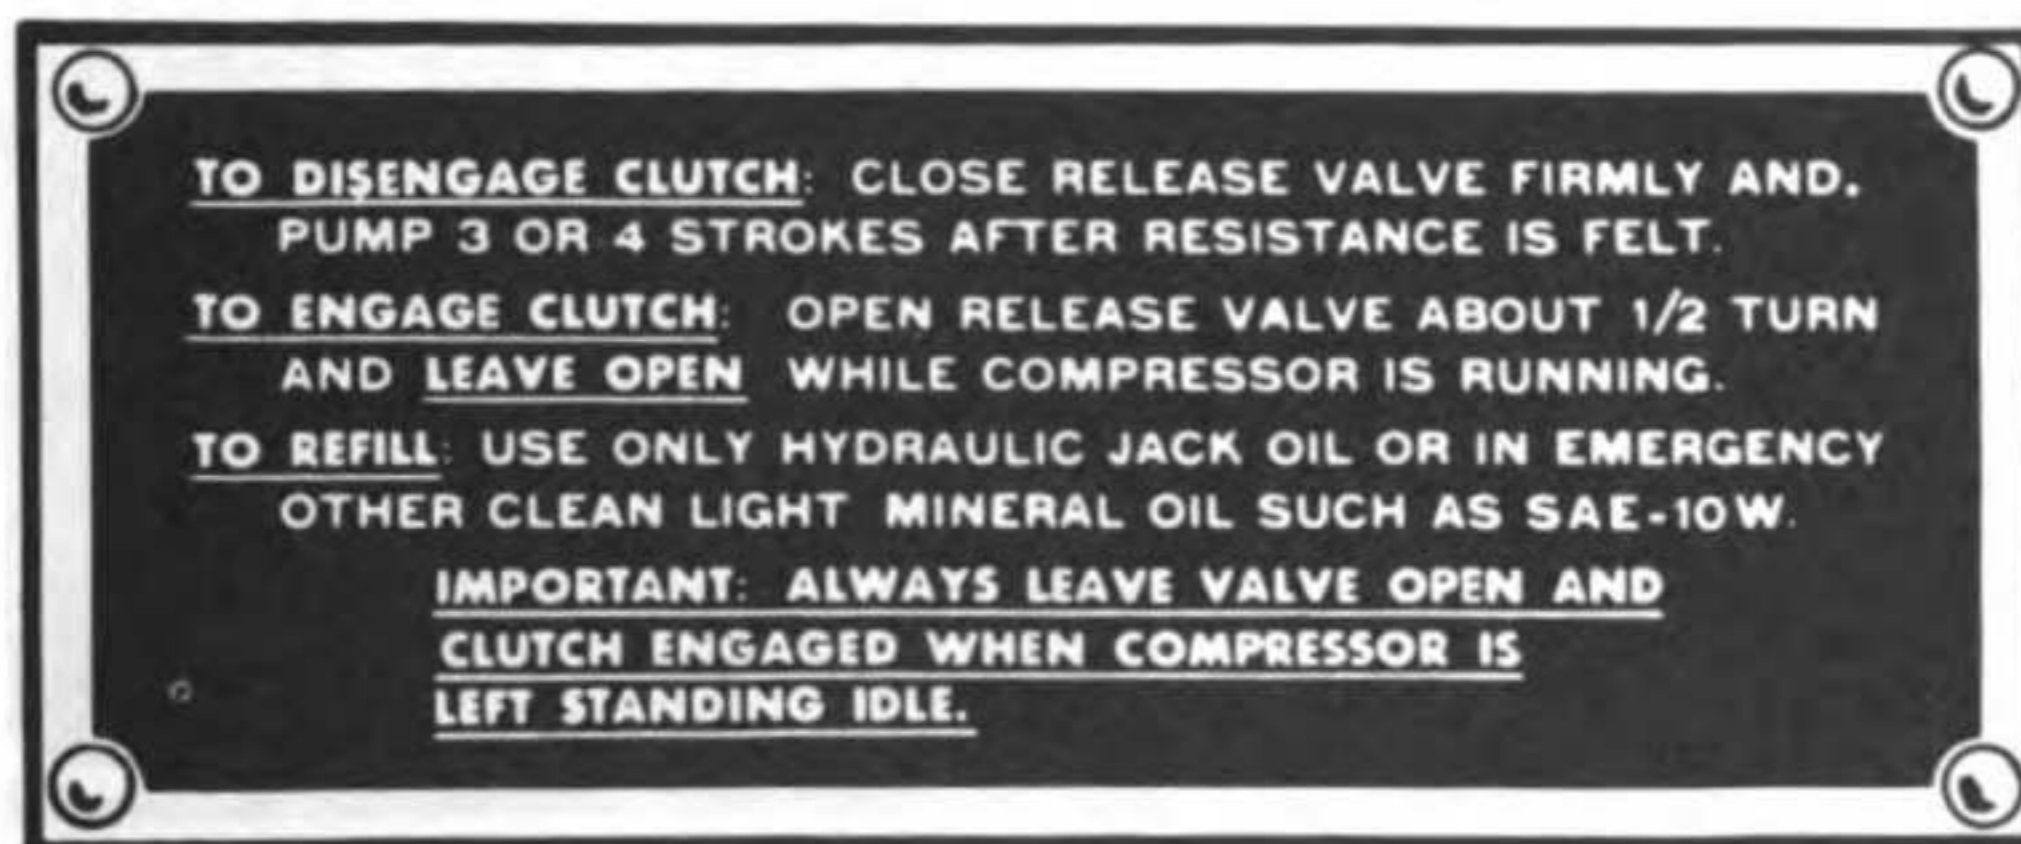 TO DISENGAGE CLUTCH: CLOSE RELEASE VALVE FIRMLY AND.
PUMP 3 OR 4 STROKES AFTER RESISTANCE IS FELT.
TO ENGAGE CLUTCH: OPEN RELEASE VALVE ABOUT 1/2 TURN
AND LEAVE OPEN WHILE COMPRESSOR IS RUNNING.
TO REFILL: USE ONLY HYDRAULIC JACK OIL OR IN EMERGENCY
OTHER CLEAN LIGHT MINERAL OIL SUCH AS SAE-10W.
IMPORTANT: ALWAYS LEAVE VALVE OPEN AND
CLUTCH ENGAGED WHEN COMPRESSOR IS
LEFT STANDING IDLE.